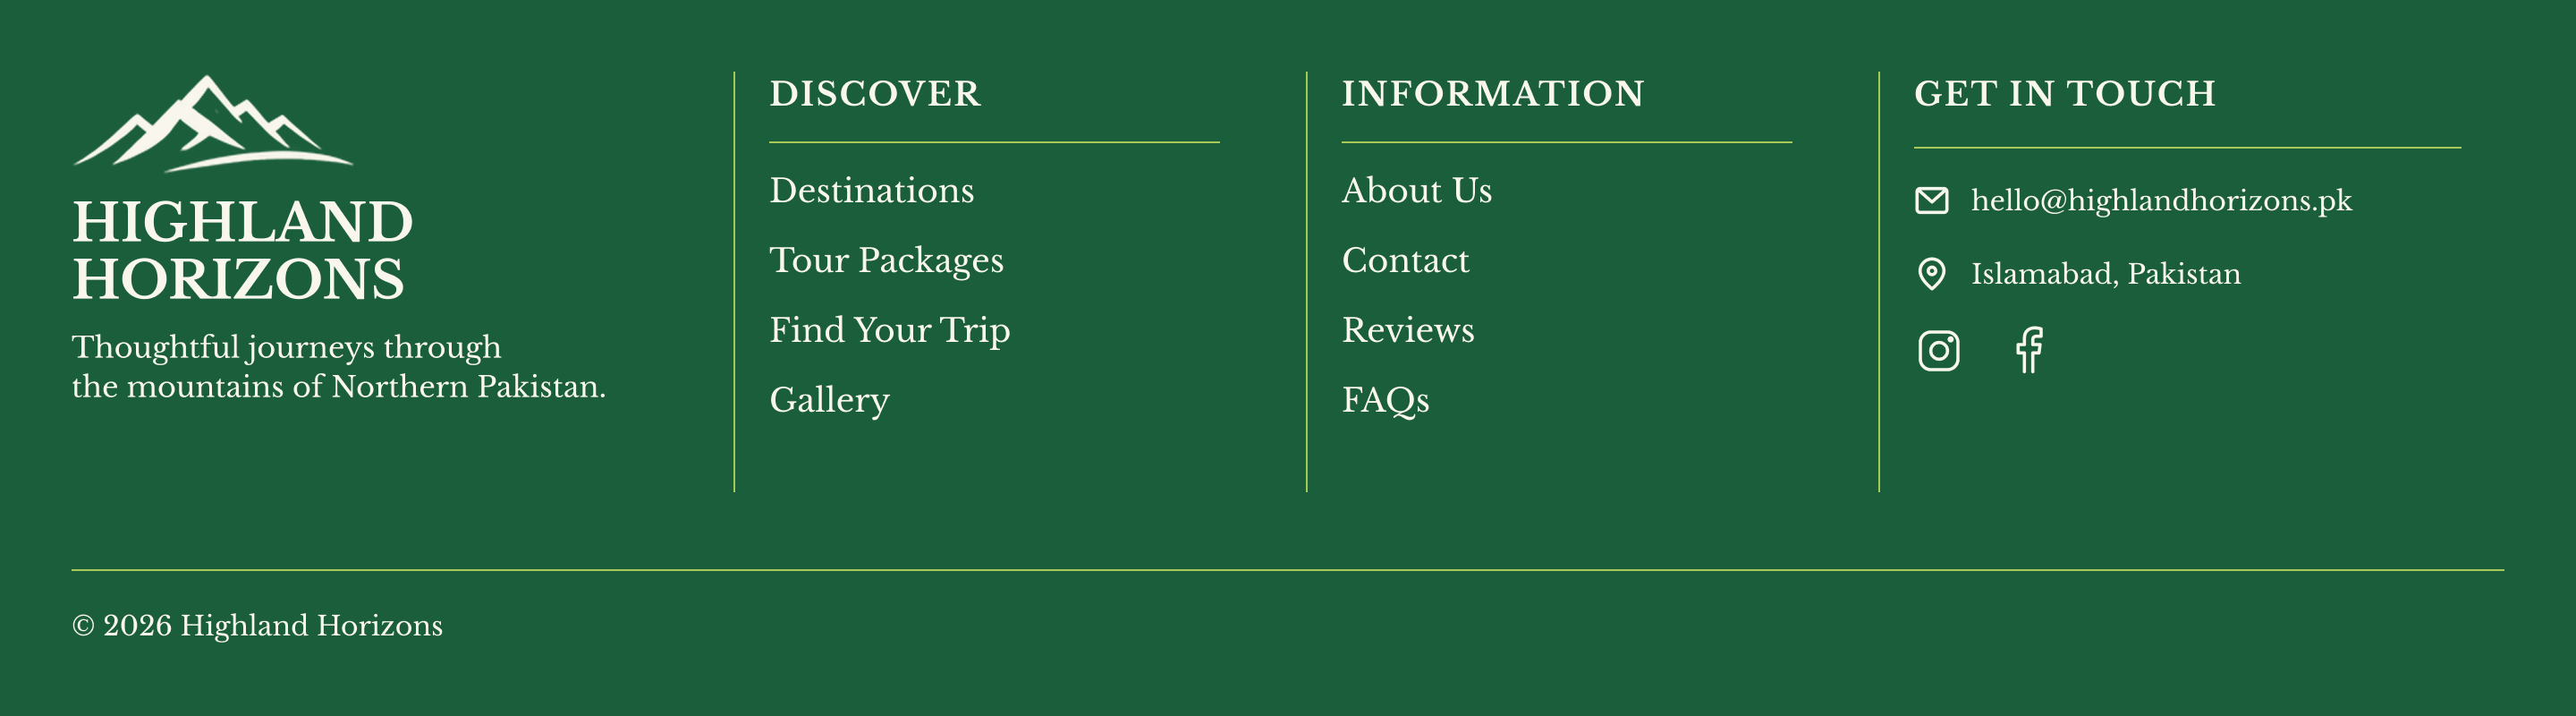 HIGHLAND
HORIZONS
Thoughtful journeys through
the mountains of Northern Pakistan.
DISCOVER
Destinations
Tour Packages
Find Your Trip
Gallery
INFORMATION
About Us
Contact
Reviews
FAQs
GET IN TOUCH
hello@highlandhorizons.pk
Islamabad, Pakistan
© 2026 Highland Horizons